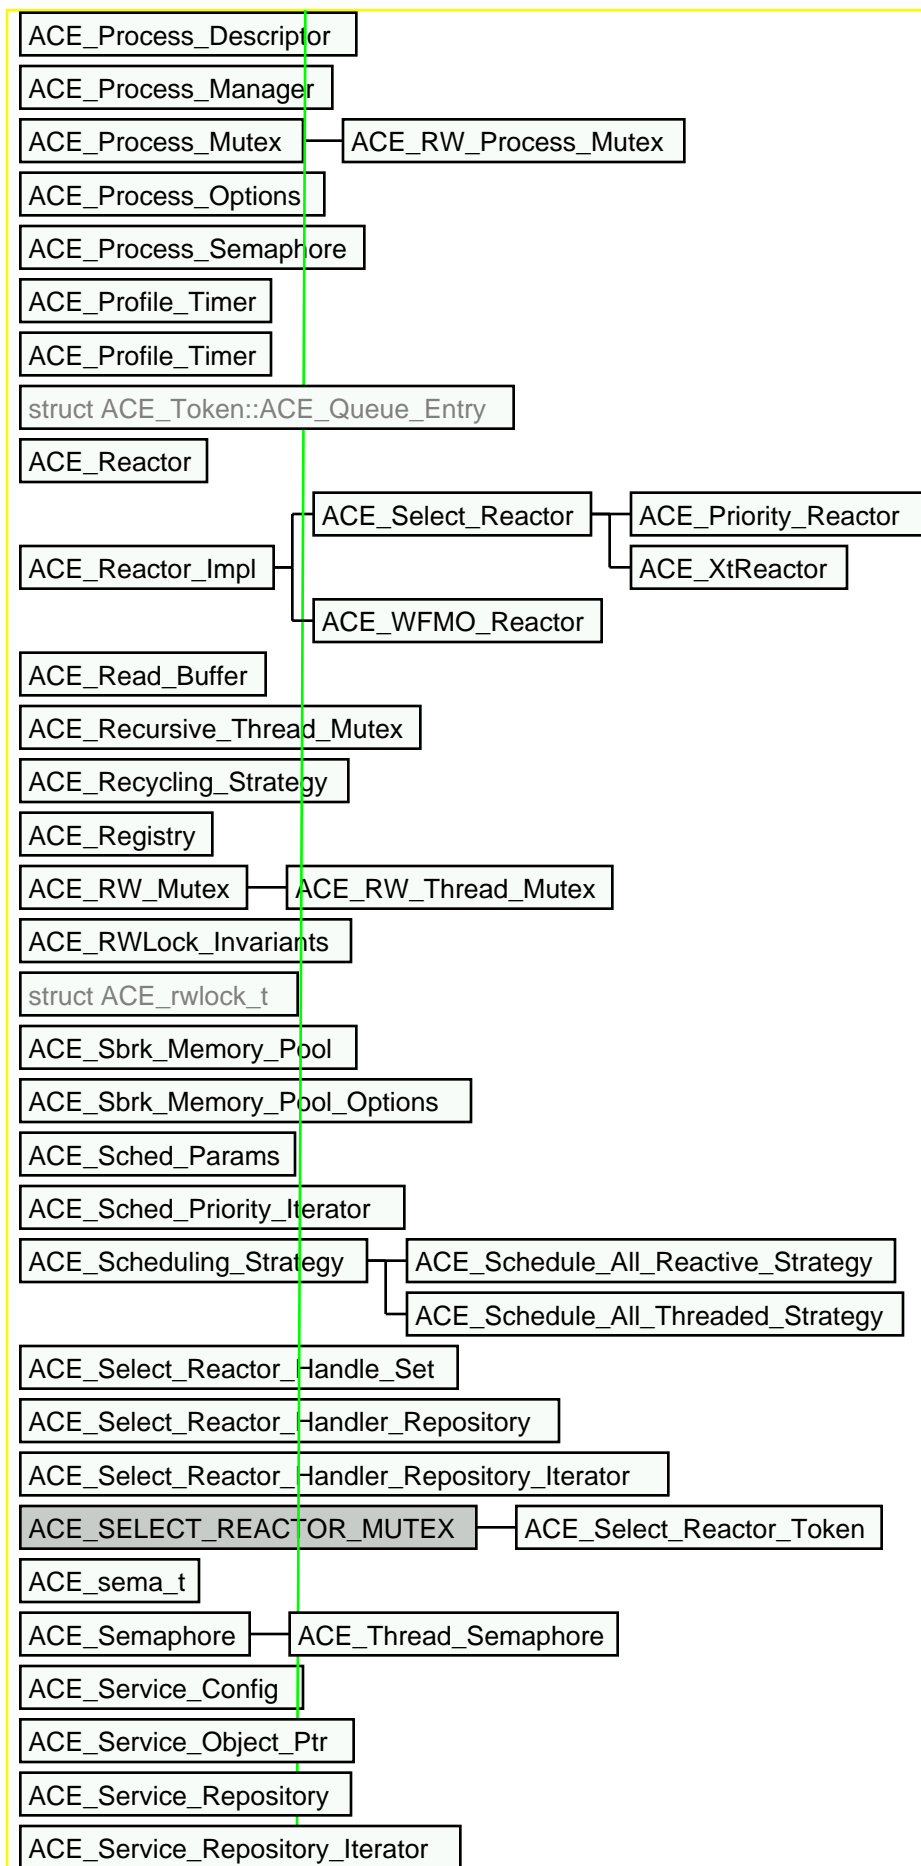 ACE_Process_Descriptor
ACE_Process_Manager
ACE_Process_Mutex ACE_RW_Process_Mutex
ACE_Process_Options
ACE_Process_Semaphore
ACE_Profile_Timer
ACE_Profile_Timer
struct ACE_Token::ACE_Queue_Entry
ACE_Reactor
ACE_Select_Reactor ACE_Priority_Reactor
ACE_Reactor_Impl ACE_XtReactor
ACE_WFMO_Reactor
ACE_Read_Buffer
ACE_Recursive_Thread_Mutex
ACE_Recycling_Strategy
ACE_Registry
ACE_RW_Mutex ACE_RW_Thread_Mutex
ACE_RWLock_Invariants
struct ACE_rwlock_t
ACE_Sbrk_Memory_Pool
ACE_Sbrk_Memory_Pool_Options
ACE_Sched_Params
ACE_Sched_Priority_Iterator
ACE_Scheduling_Strategy ACE_Schedule_All_Reactive_Strategy
ACE_Schedule_All_Threaded_Strategy
ACE_Select_Reactor_Handle_Set
ACE_Select_Reactor_Handler_Repository
ACE_Select_Reactor_Handler_Repository_Iterator
ACE_SELECT_REACTOR_MUTEX ACE_Select_Reactor_Token
ACE_sema_t
ACE_Semaphore ACE_Thread_Semaphore
ACE_Service_Config
ACE_Service_Object_Ptr
ACE_Service_Repository
ACE_Service_Repository_Iterator